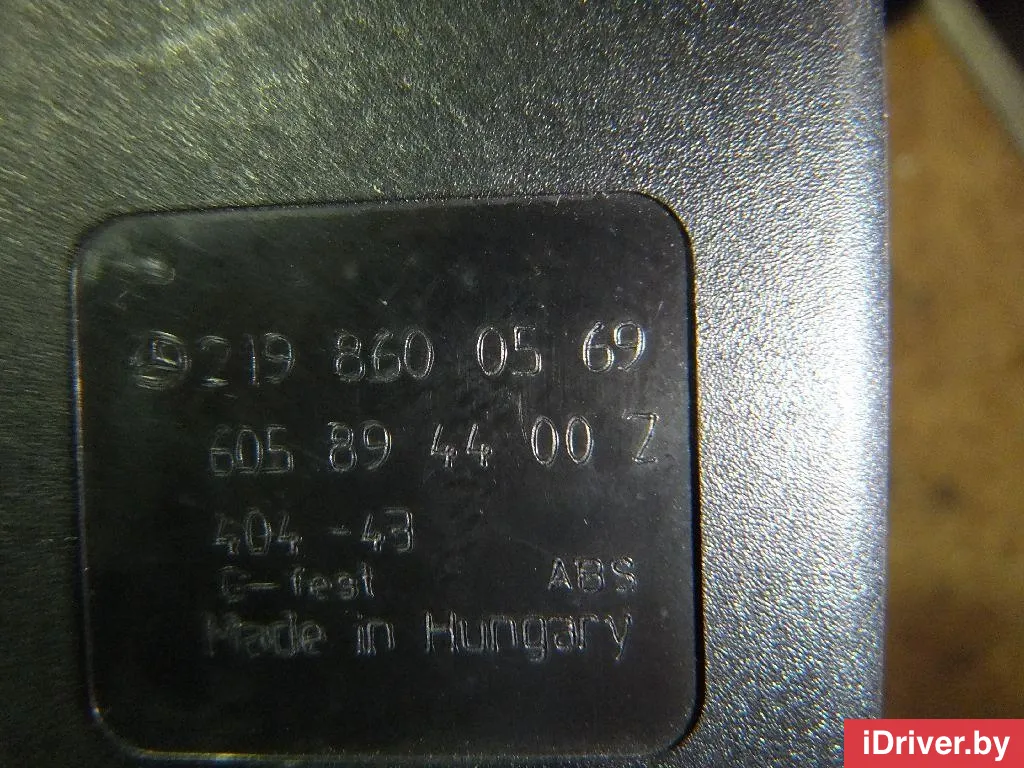 219 860 05 69
605 89 44 00 Z
404-43
C-fest ABS
Made in Hungary
iDriver.by